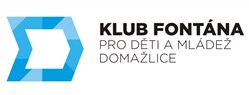 KLUB FONTÁNA
PRO DĚTI A MLÁDEŽ
DOMAŽLICE